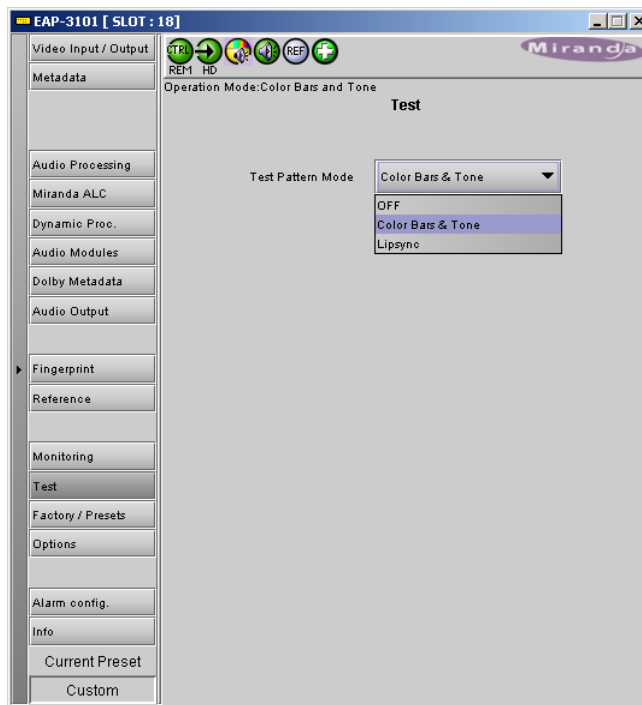 EAP-3101 [ SLOT : 18]
Video Input / Output
Metadata
Audio Processing
Miranda ALC
Dynamic Proc.
Audio Modules
Dolby Metadata
Audio Output
Fingerprint
Reference
Monitoring
Test
Factory / Presets
Options
Alarm config.
Info
Current Preset
Custom
CTRL
REF
REM HD
Miranda
Operation Mode:Color Bars and Tone
Test
Test Pattern Mode
Color Bars & Tone
OFF
Color Bars & Tone
Lipsync